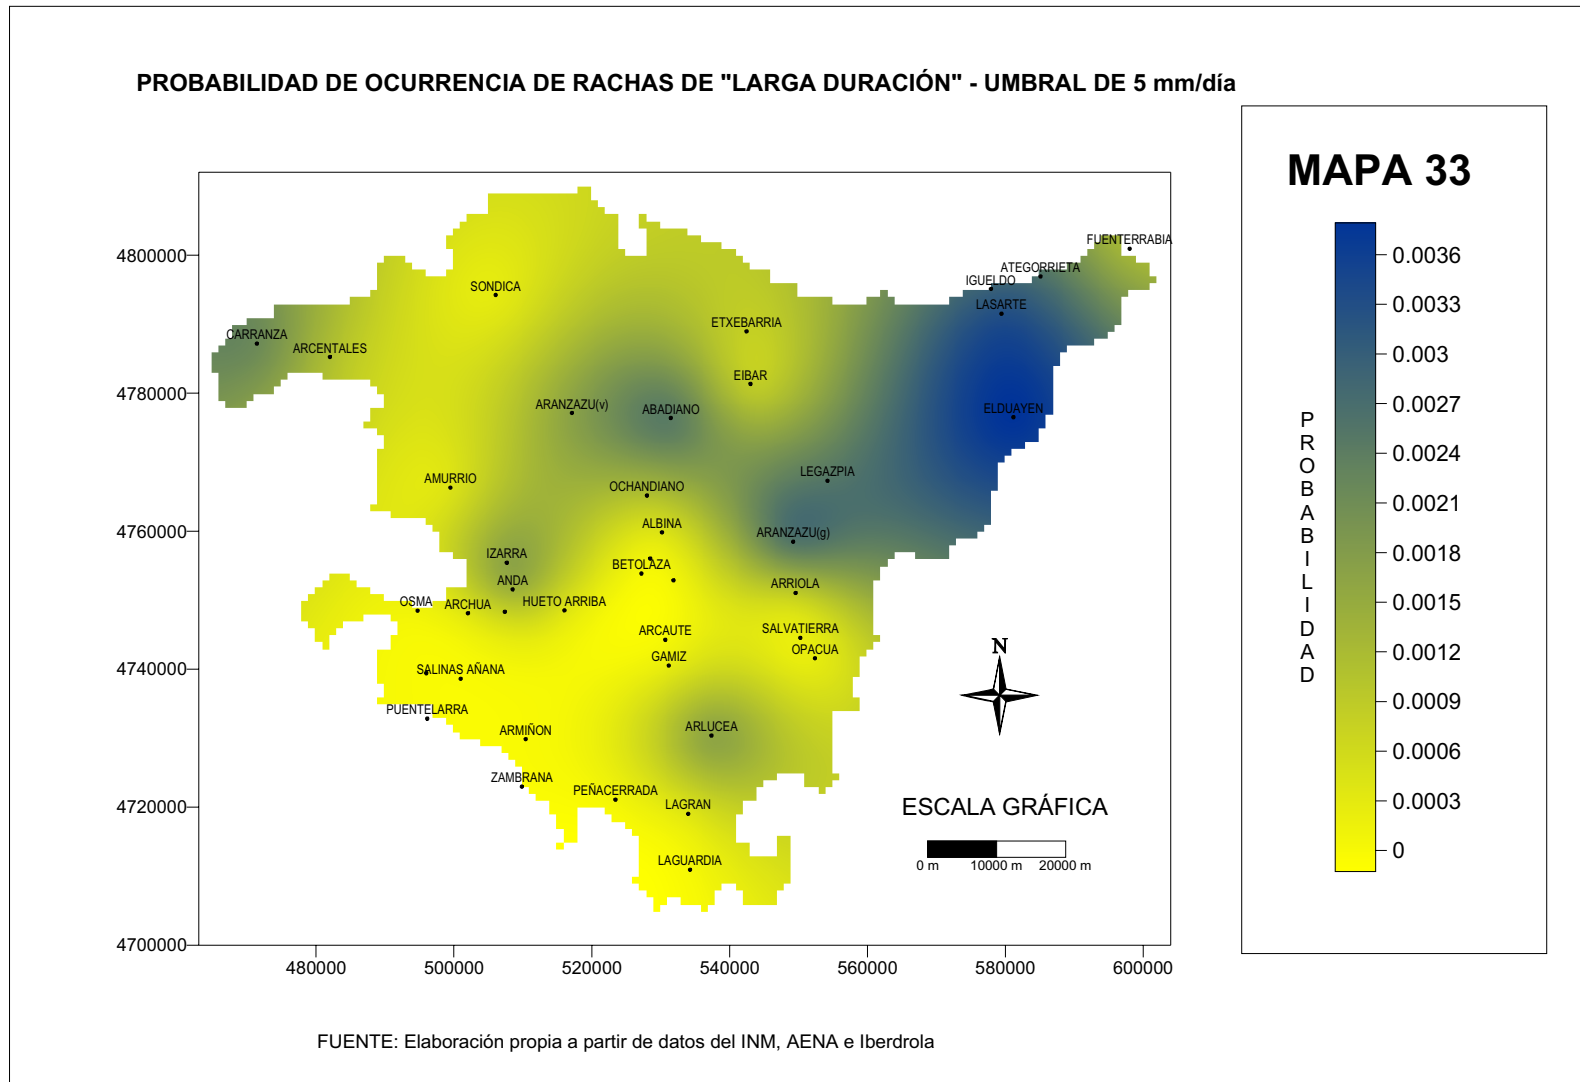 PROBABILIDAD DE OCURRENCIA DE RACHAS DE "LARGA DURACIÓN" - UMBRAL DE 5 mm/día
MAPA 33
4800000
4780000
4760000
4740000
4720000
4700000
480000
500000
520000
540000
560000
580000
600000
FUENTERRABIA
ATEGORRIETA
IGUELDO
LASARTE
SONDICA
ETXEBARRIA
CARRANZA
ARCENTALES
EIBAR
ARANZAZU(v)
ABADIANO
ELDUAYEN
AMURRIO
OCHANDIANO
LEGAZPIA
ALBINA
ARANZAZU(g)
IZARRA
BETOLAZA
ANDA
ARRIOLA
OSMA
ARCHUA
HUETO ARRIBA
ARCAUTE
SALVATIERRA
GAMIZ
OPACUA
SALINAS AÑANA
PUENTELARRA
ARMIÑON
ARLUCEA
ZAMBRANA
PEÑACERRADA
LAGRAN
LAGUARDIA
N
ESCALA GRÁFICA
0 m
10000 m
20000 m
PROBABILIDAD
0.0036
0.0033
0.003
0.0027
0.0024
0.0021
0.0018
0.0015
0.0012
0.0009
0.0006
0.0003
0
FUENTE: Elaboración propia a partir de datos del INM, AENA e Iberdrola